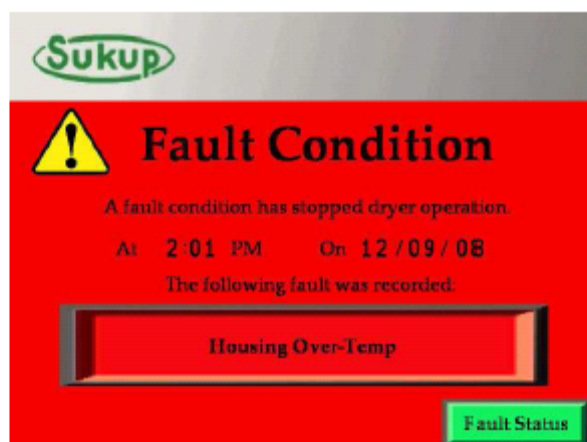 Sukup
Fault Condition
A fault condition has stopped dryer operation.
At 2:01 PM On 12/09/08
The following fault was recorded:
Housing Over-Temp
Fault Status